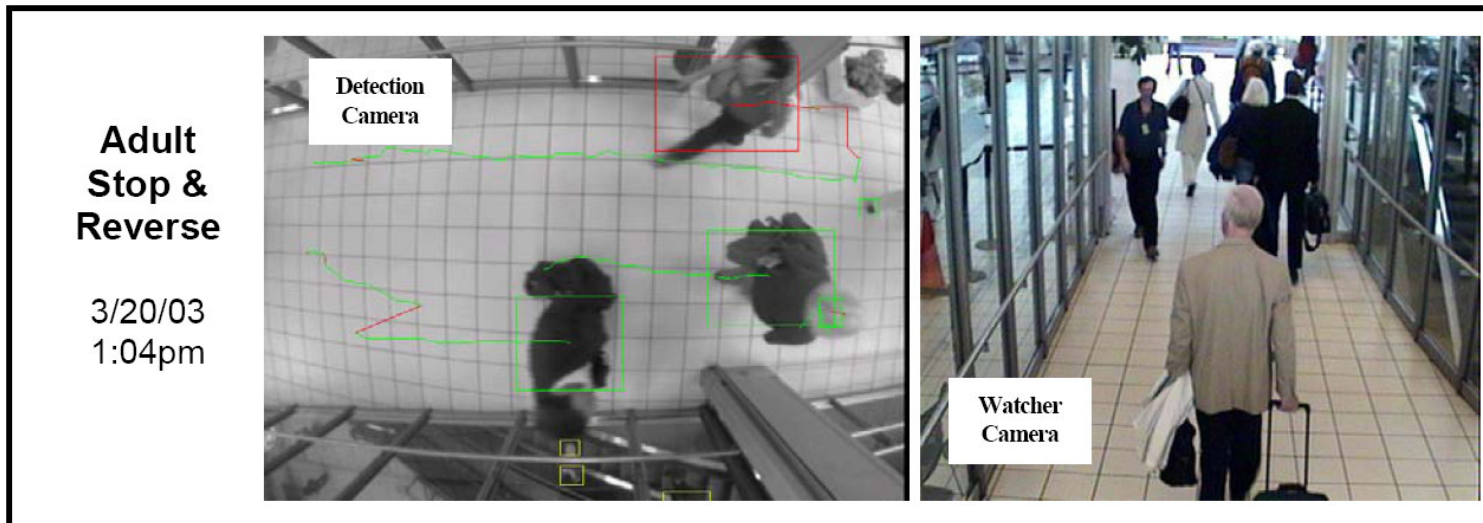 Adult
Stop &
Reverse
3/20/03
1:04pm
Detection
Camera
Watcher
Camera